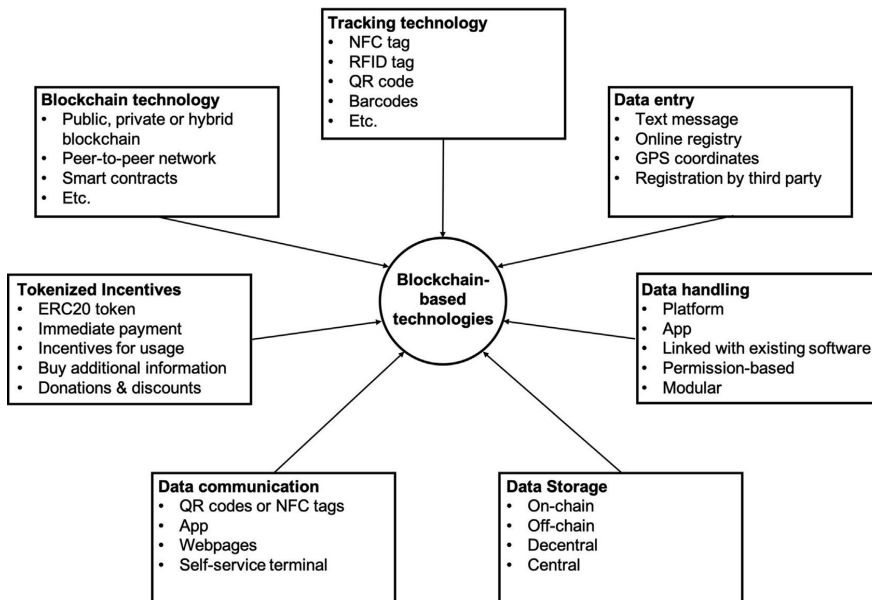 Tracking technology
• NFC tag
• RFID tag
• QR code
• Barcodes
• Etc.
Blockchain technology
• Public, private or hybrid
blockchain
• Peer-to-peer network
• Smart contracts
• Etc.
Data entry
• Text message
• Online registry
• GPS coordinates
• Registration by third party
Blockchain-
based
technologies
Tokenized Incentives
• ERC20 token
• Immediate payment
• Incentives for usage
• Buy additional information
• Donations & discounts
Data handling
• Platform
• App
• Linked with existing software
• Permission-based
• Modular
Data communication
• QR codes or NFC tags
• App
• Webpages
• Self-service terminal
Data Storage
• On-chain
• Off-chain
• Decentral
• Central